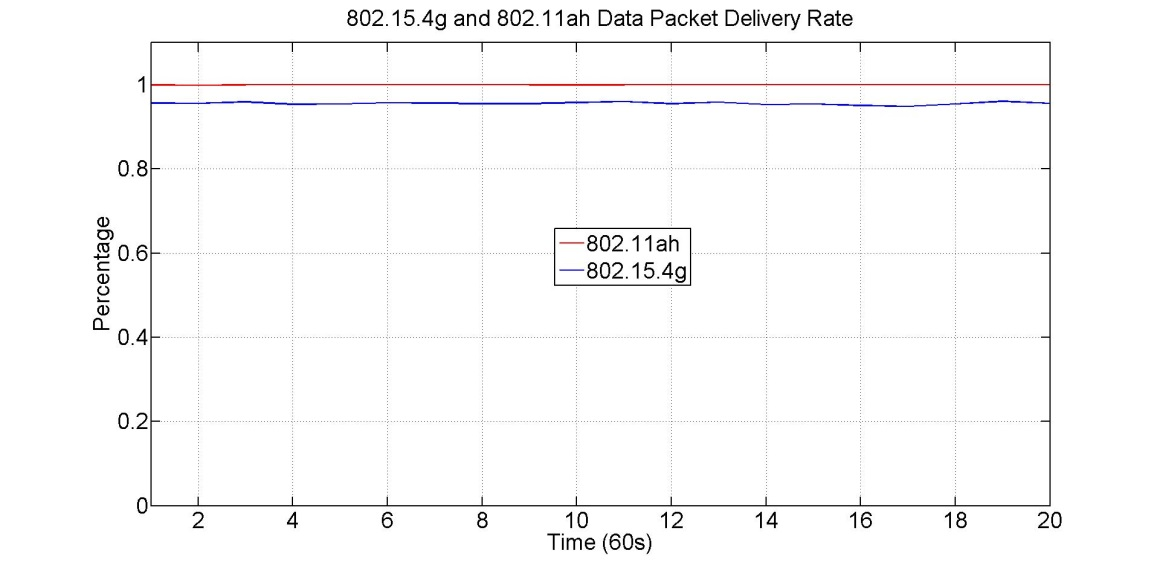 802.15.4g and 802.11ah Data Packet Delivery Rate
1
0.8
0.6
0.4
0.2
0
Percentage
802.11ah
802.15.4g
2 4 6 8 10 12 14 16 18 20
Time (60s)